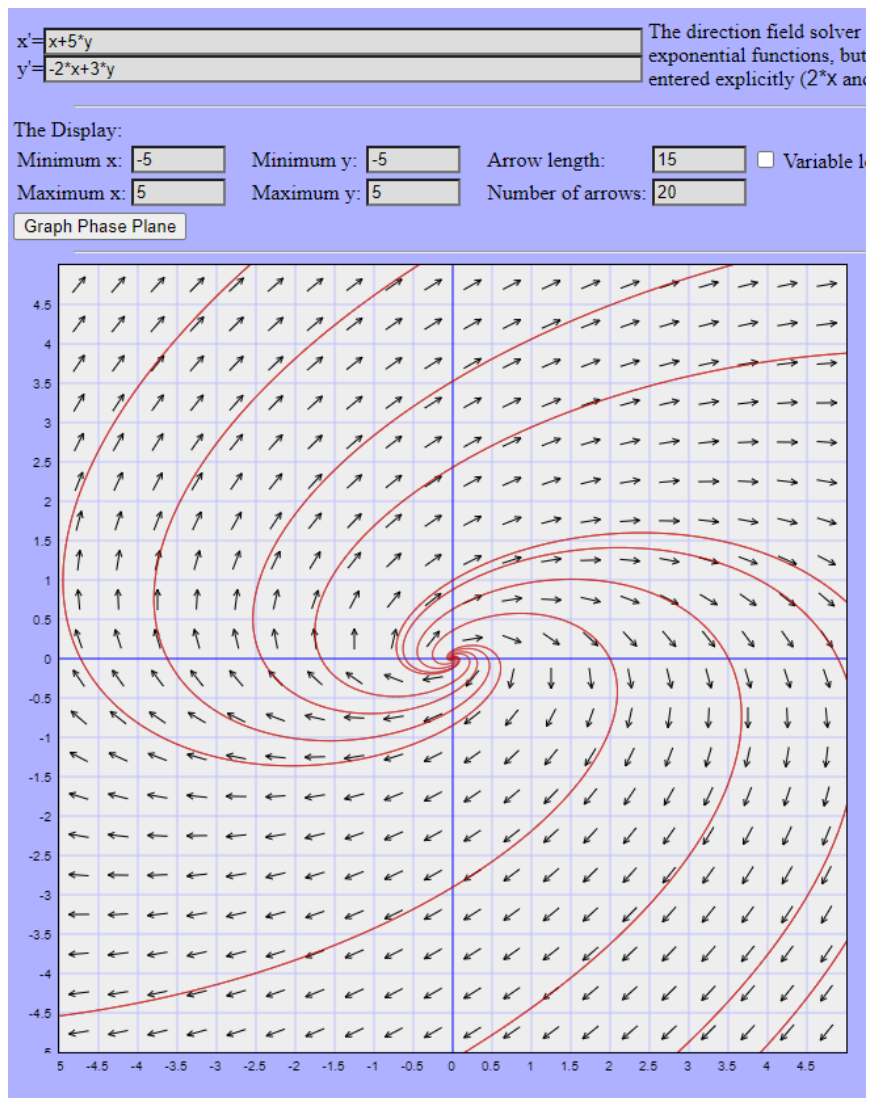 x'= x+5*y The direction field solver
y'= -2*x+3*y exponential functions, but
entered explicitly (2*x and
The Display:
Minimum x: -5 Minimum y: -5 Arrow length: 15 Variable
Maximum x: 5 Maximum y: 5 Number of arrows: 20
Graph Phase Plane
4.5
4
3.5
3
2.5
2
1.5
1
0.5
0
-0.5
-1
-1.5
-2
-2.5
-3
-3.5
-4
-4.5
5 -4.5 -4 -3.5 -3 -2.5 -2 -1.5 -1 -0.5 0 0.5 1 1.5 2 2.5 3 3.5 4 4.5